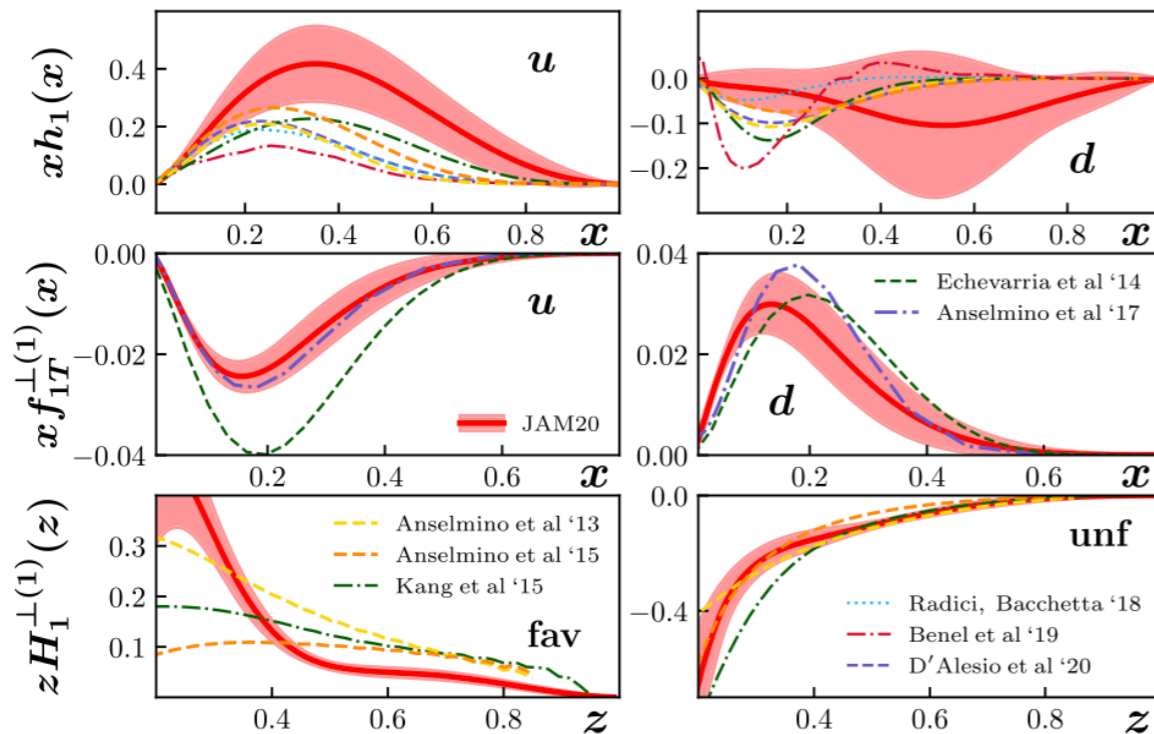 xh₁(x)
0.4
0.2
0.0
u
0.2 0.4 0.6 0.8 x
0.0
−0.1
−0.2
d
0.2 0.4 0.6 0.8 x
xf₁T^⊥(1)(x)
0.00
−0.02
−0.04
u
JAM20
0.2 0.4 0.6 x
0.04
0.02
0.00
Echevarria et al ‘14
Anselmino et al ‘17
d
0.2 0.4 0.6 x
zH₁^⊥(1)(z)
0.3
0.2
0.1
Anselmino et al ‘13
Anselmino et al ‘15
Kang et al ‘15
fav
0.4 0.6 0.8 z
0.0
−0.4
unf
Radici, Bacchetta ‘18
Benel et al ‘19
D′Alesio et al ‘20
0.4 0.6 0.8 z